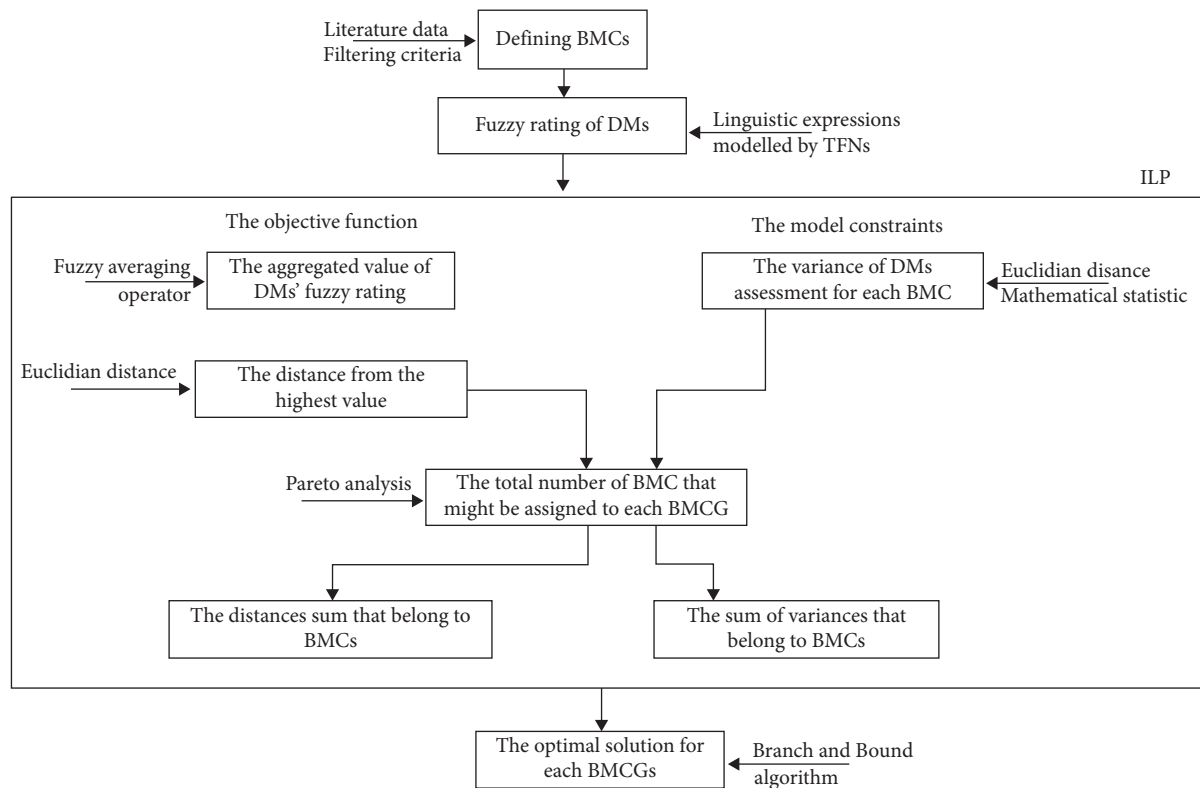 Literature data
Filtering criteria
Defining BMCs
Fuzzy rating of DMs
Linguistic expressions
modelled by TFNs
ILP
The objective function
The model constraints
Fuzzy averaging
operator
The aggregated value of
DMs' fuzzy rating
The variance of DMs
assessment for each BMC
Euclidian disance
Mathematical statistic
Euclidian distance
The distance from the
highest value
Pareto analysis
The total number of BMC that
might be assigned to each BMCG
The distances sum that belong to
BMCs
The sum of variances that
belong to BMCs
The optimal solution for
each BMCGs
Branch and Bound
algorithm